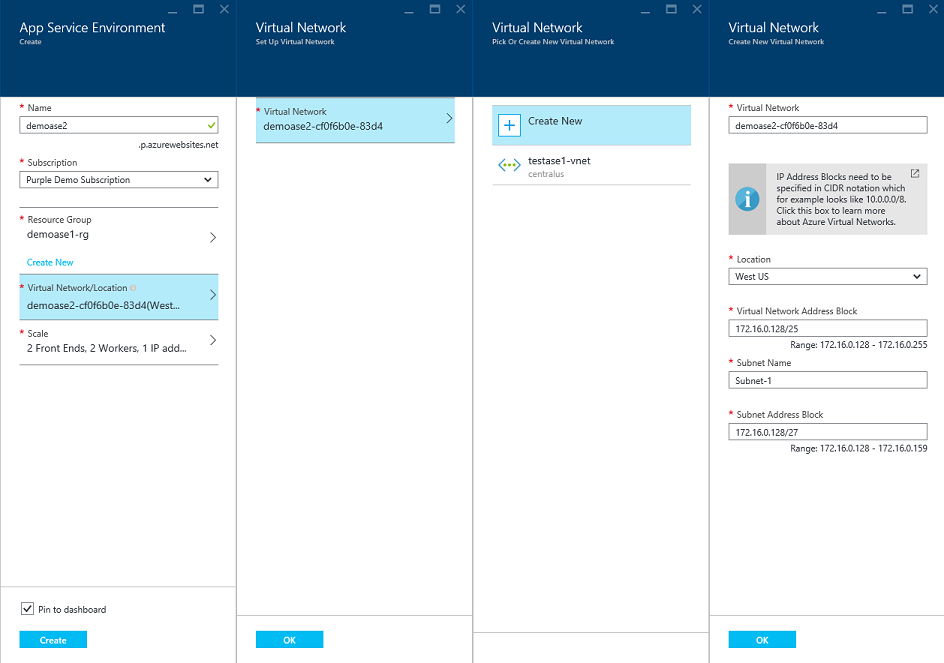 App Service Environment
Create
* Name
demoase2
.p.azurewebsites.net
* Subscription
Purple Demo Subscription
* Resource Group
demoase1-rg
Create New
* Virtual Network/Location
demoase2-cf0f6b0e-83d4(West...
* Scale
2 Front Ends, 2 Workers, 1 IP add...
Pin to dashboard
Create
Virtual Network
Set Up Virtual Network
* Virtual Network
demoase2-cf0f6b0e-83d4
OK
Virtual Network
Pick Or Create New Virtual Network
Create New
testase1-vnet
centralus
Virtual Network
Create New Virtual Network
* Virtual Network
demoase2-cf0f6b0e-83d4
IP Address Blocks need to be
specified in CIDR notation which
for example looks like 10.0.0.0/8.
Click this box to learn more
about Azure Virtual Networks.
* Location
West US
* Virtual Network Address Block
172.16.0.128/25
Range: 172.16.0.128 - 172.16.0.255
* Subnet Name
Subnet-1
* Subnet Address Block
172.16.0.128/27
Range: 172.16.0.128 - 172.16.0.159
OK